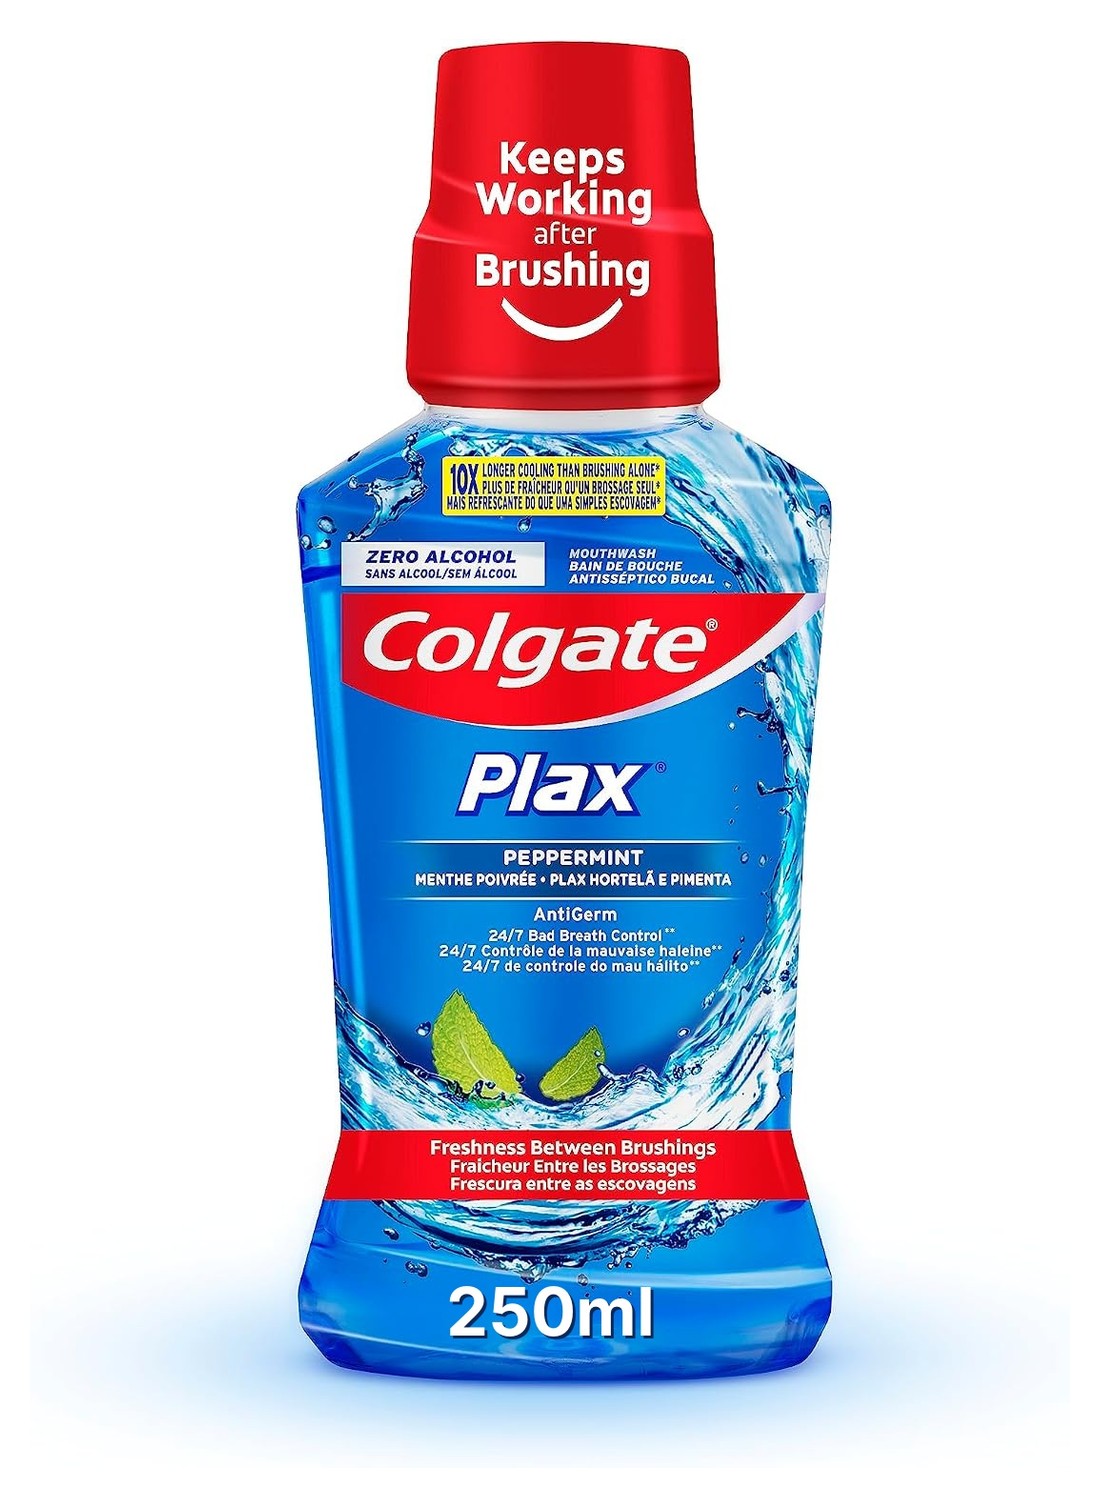 Keeps
Working
after
Brushing
10X LONGER COOLING THAN BRUSHING ALONE*
PLUS DE FRAÎCHEUR QU'UN BROSSAGE SEUL*
MAIS REFRESCANTE DO QUE UMA SIMPLES ESCOVAGEM*
ZERO ALCOHOL
SANS ALCOOL/SEM ÁLCOOL
MOUTHWASH
BAIN DE BOUCHE
ANTISSÉPTICO BUCAL
Colgate®
Plax®
PEPPERMINT
MENTHE POIVRÉE • PLAX HORTELÃ E PIMENTA
AntiGerm
24/7 Bad Breath Control**
24/7 Contrôle de la mauvaise haleine**
24/7 de controle do mau hálito**
Freshness Between Brushings
Fraicheur Entre les Brossages
Frescura entre as escovagens
250ml